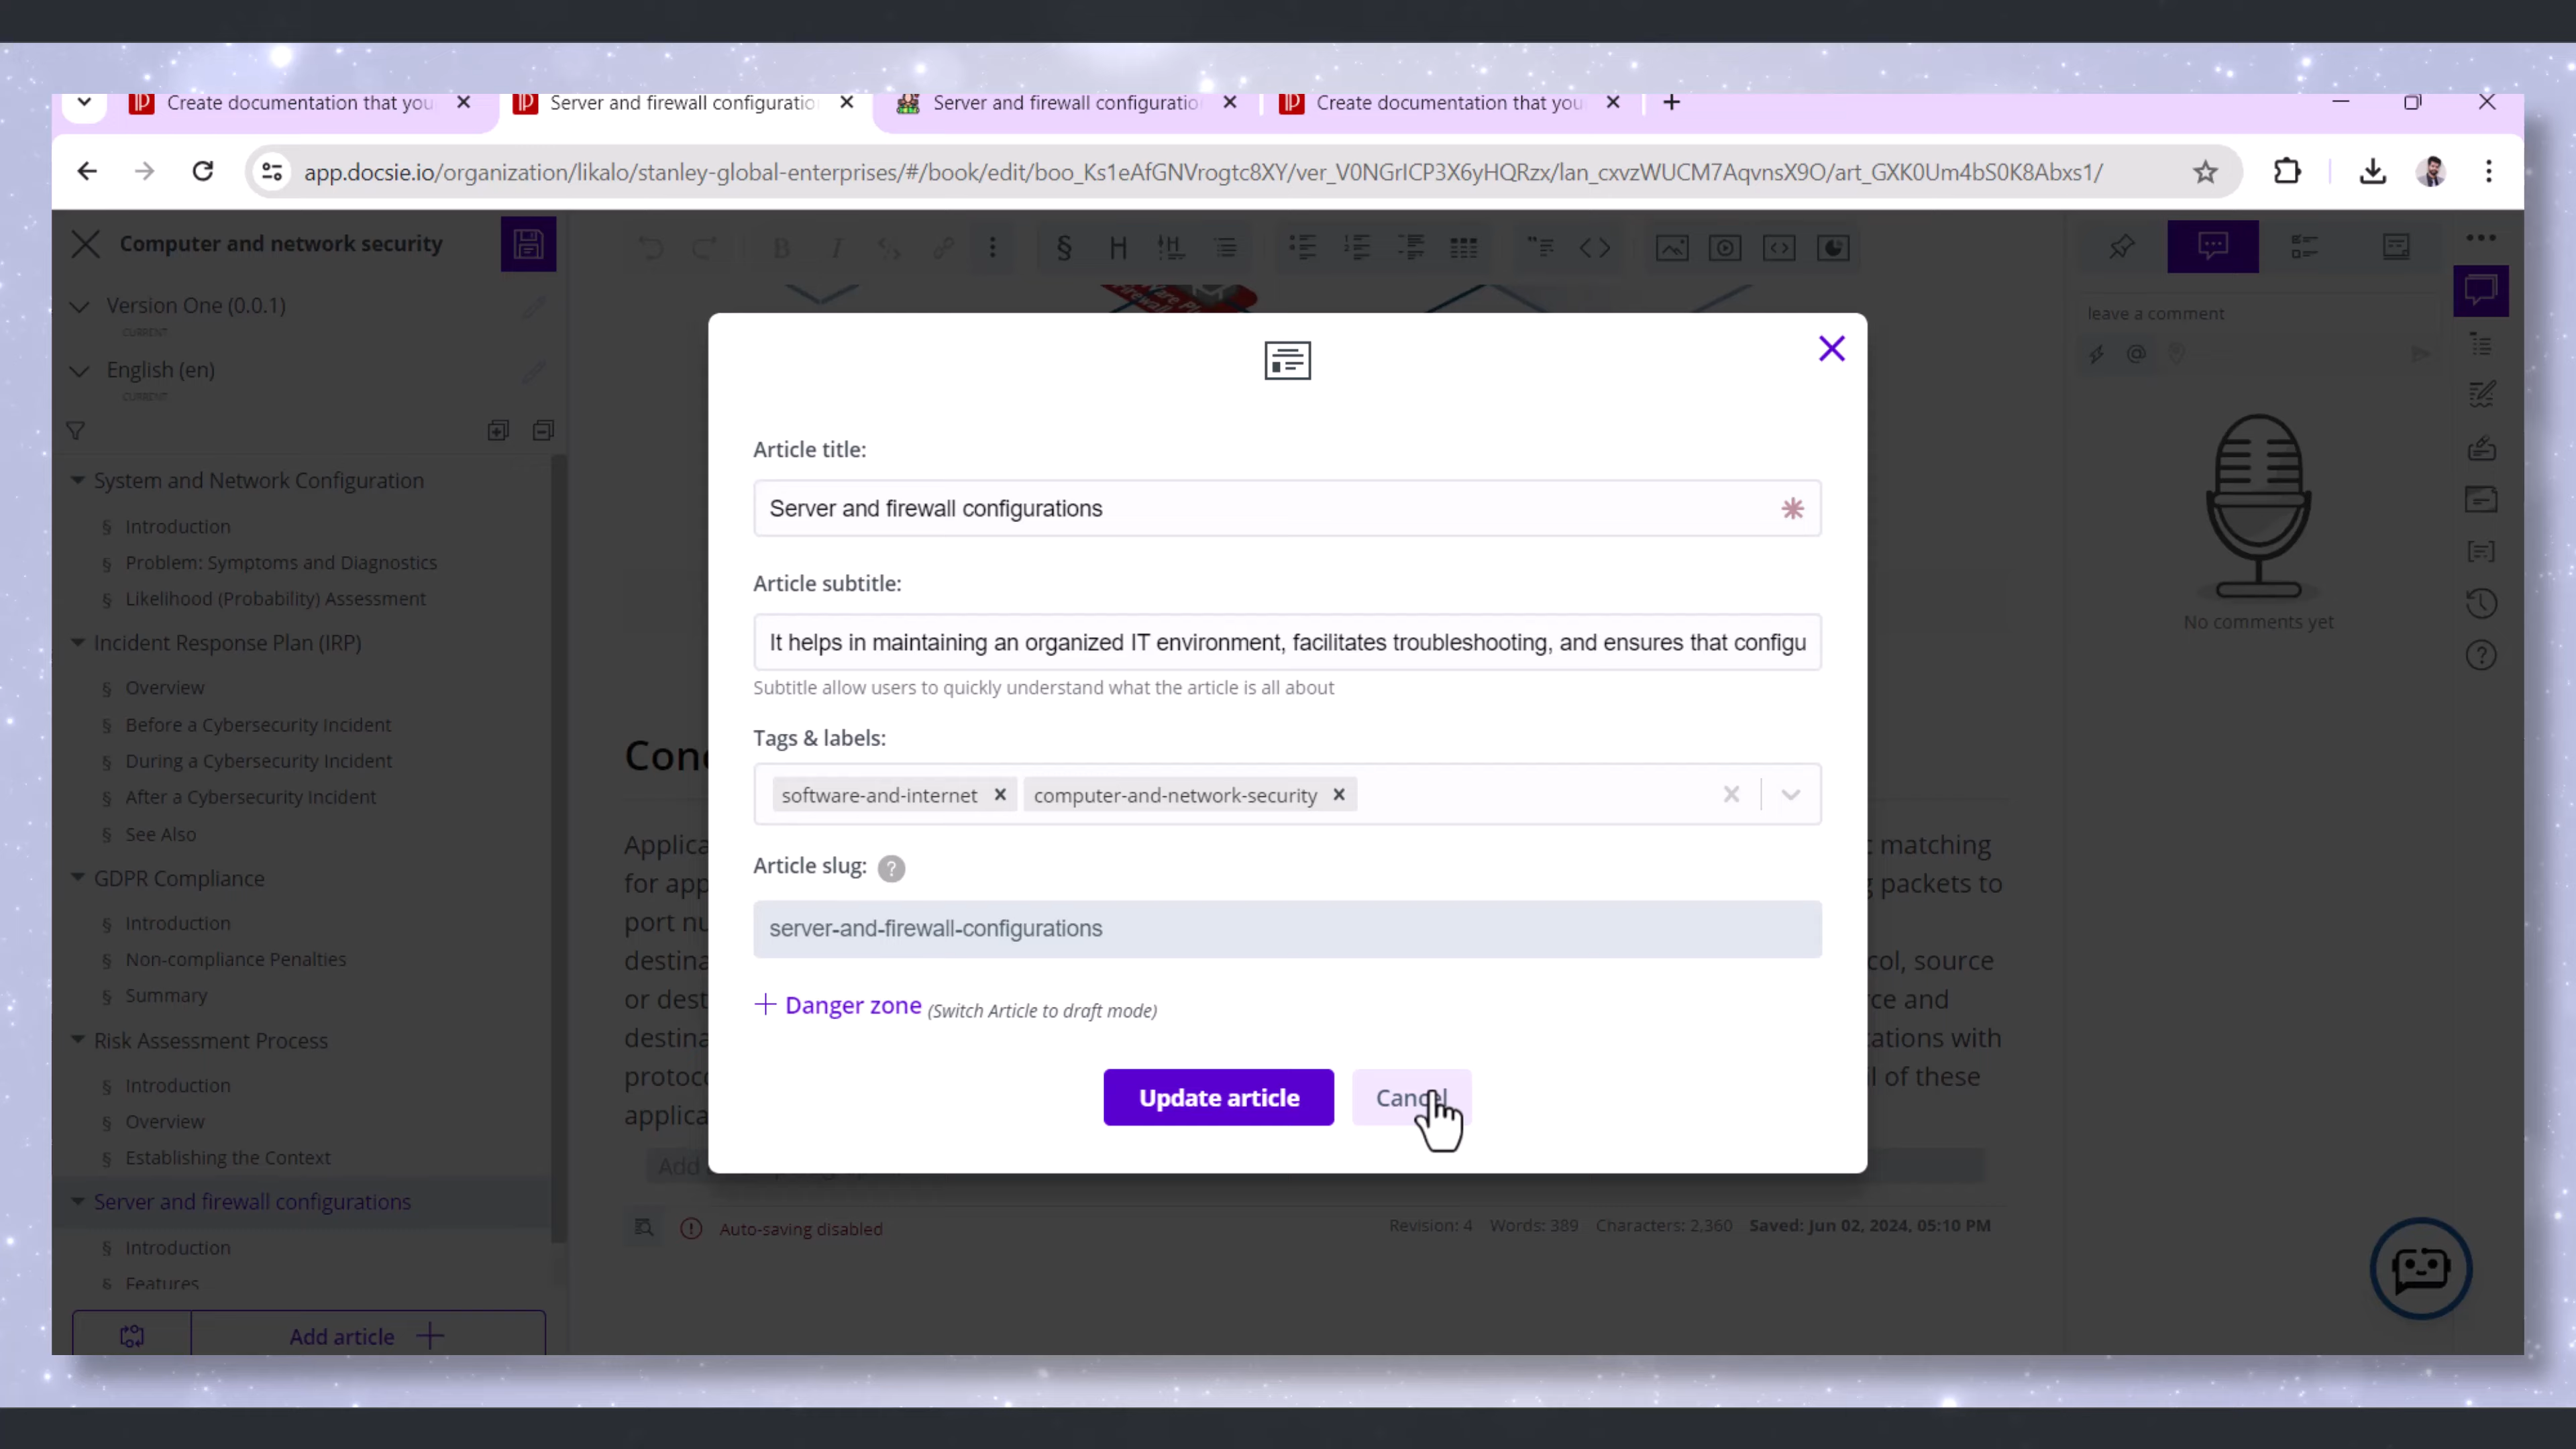 Create documentation that you
Server and firewall configuratio
Server and firewall configuratio
Create documentation that you
app.docsie.io/organization/likalo/stanley-global-enterprises/#/book/edit/boo_Ks1eAfGNVrogtc8XY/ver_V0NGrICP3X6yHQRzx/lan_cxvzWUCM7AqvnsX9O/art_GXK0Um4bS0K8Abxs1/
Computer and network security
Version One (0.0.1)
CURRENT
English (en)
CURRENT
System and Network Configuration
§ Introduction
§ Problem: Symptoms and Diagnostics
§ Likelihood (Probability) Assessment
Incident Response Plan (IRP)
§ Overview
§ Before a Cybersecurity Incident
§ During a Cybersecurity Incident
§ After a Cybersecurity Incident
§ See Also
GDPR Compliance
§ Introduction
§ Non-compliance Penalties
§ Summary
Risk Assessment Process
§ Introduction
§ Overview
§ Establishing the Context
Server and firewall configurations
§ Introduction
§ Features
Add article
Article title:
Server and firewall configurations
Article subtitle:
It helps in maintaining an organized IT environment, facilitates troubleshooting, and ensures that configu
Subtitle allow users to quickly understand what the article is all about
Tags & labels:
software-and-internet
computer-and-network-security
Article slug: ?
server-and-firewall-configurations
Danger zone (Switch Article to draft mode)
Update article
Cancel
Conc
Applica
matching
for app
packets to
port nu
destina
col, source
or dest
ce and
destina
ations with
protoc
l of these
applica
Add
Auto-saving disabled
Revision: 4 Words: 389 Characters: 2,360 Saved: Jun 02, 2024, 05:10 PM
leave a comment
No comments yet